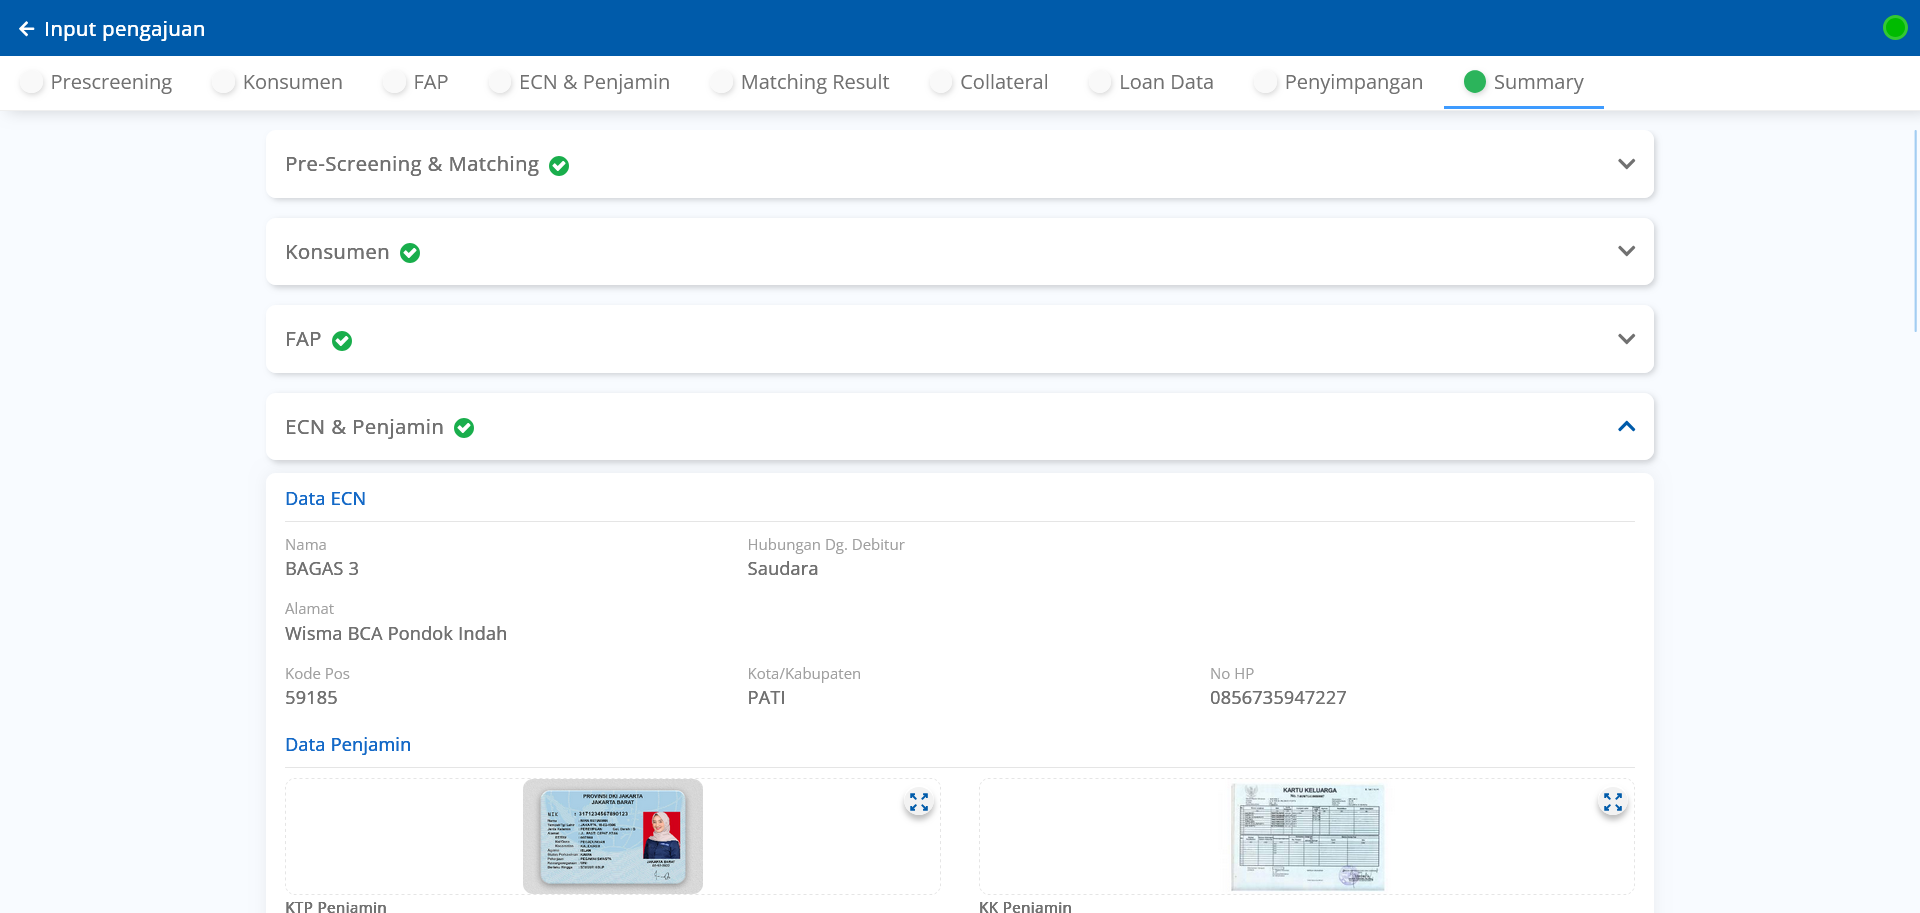 Input pengajuan
Prescreening Konsumen FAP ECN & Penjamin Matching Result Collateral Loan Data Penyimpangan Summary
Pre-Screening & Matching
Konsumen
FAP
ECN & Penjamin
Data ECN
Nama Hubungan Dg. Debitur
BAGAS 3 Saudara
Alamat
Wisma BCA Pondok Indah
Kode Pos Kota/Kabupaten No HP
59185 PATI 0856735947227
Data Penjamin
PROVINSI DKI JAKARTA
JAKARTA BARAT
NIK : 3171234567890123
KARTU KELUARGA
KTP Penjamin KK Penjamin